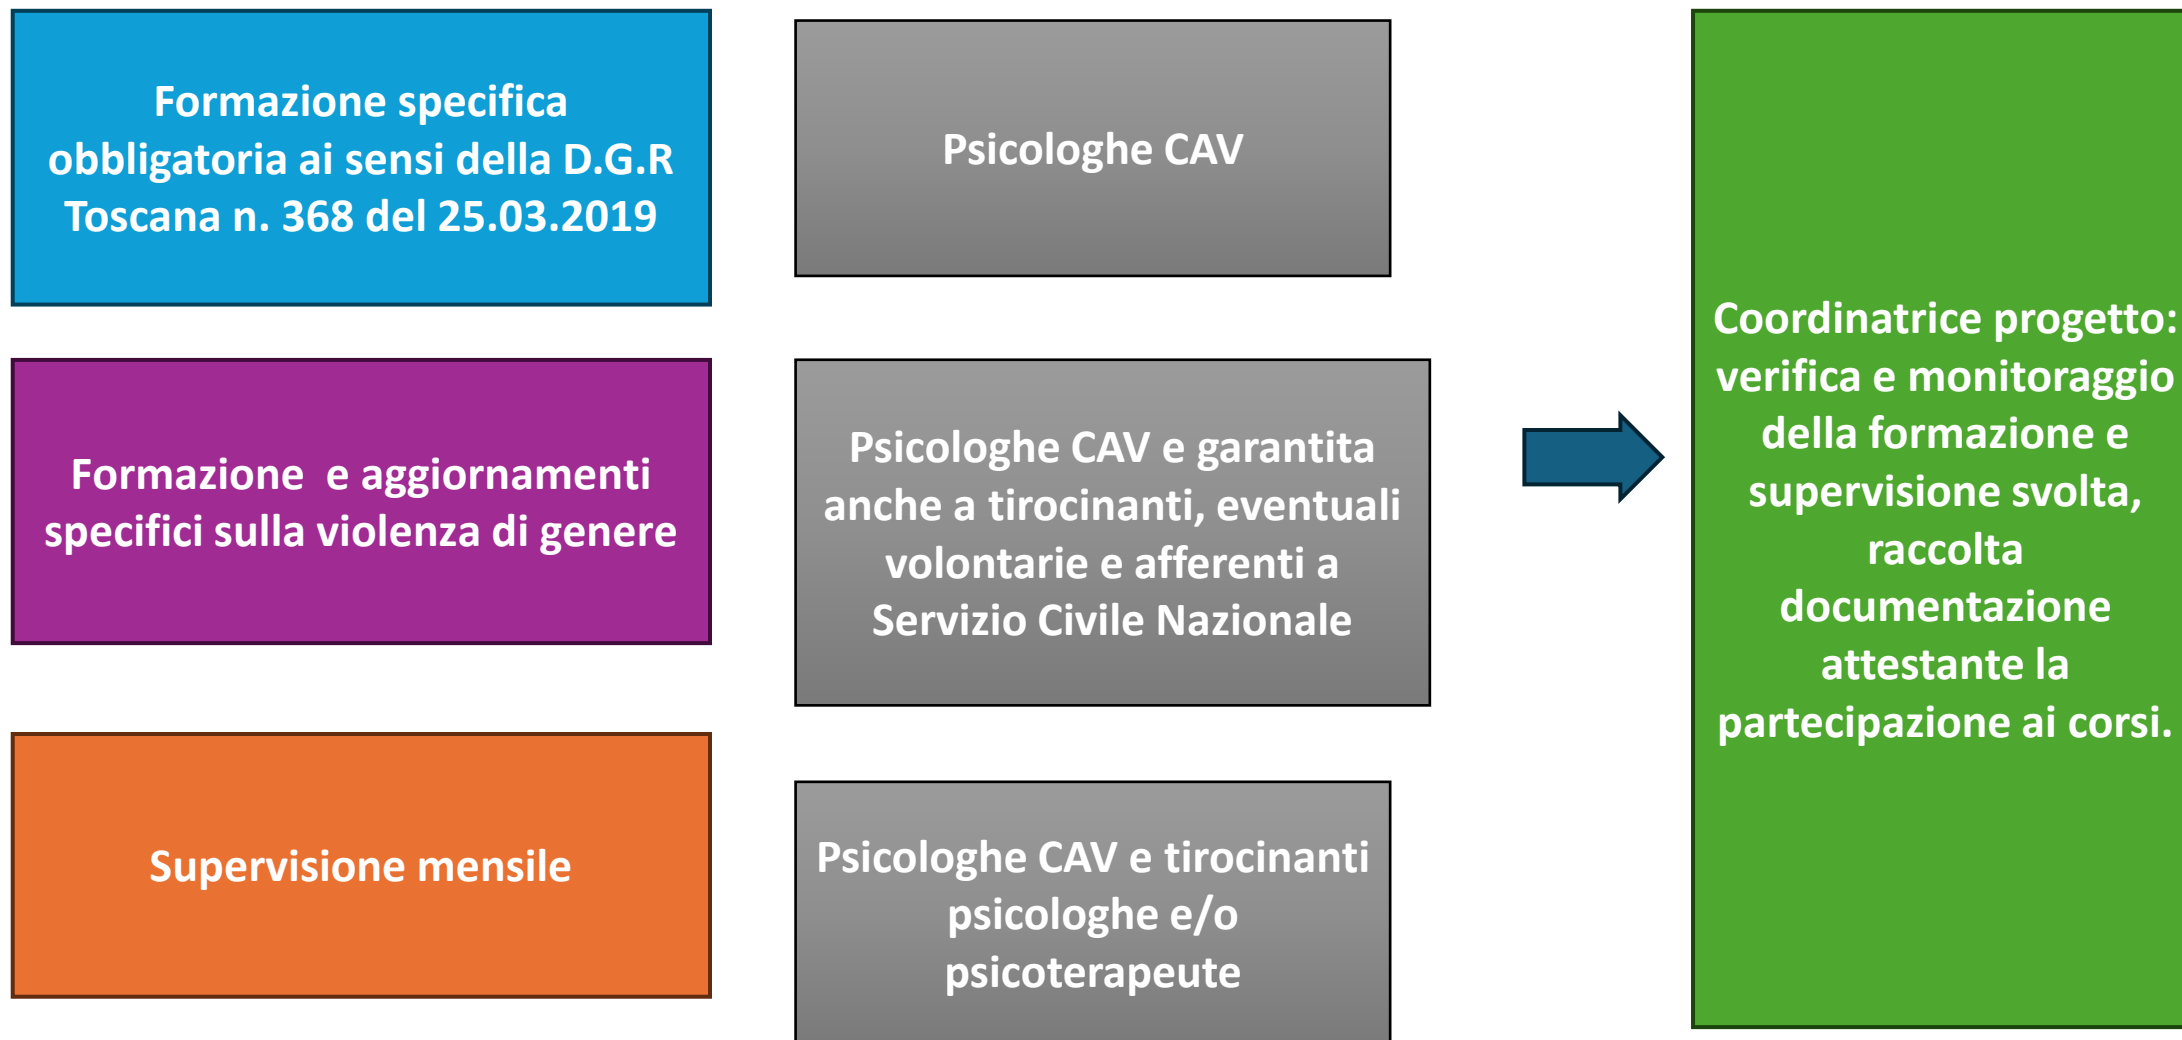 Formazione specifica
obbligatoria ai sensi della D.G.R
Toscana n. 368 del 25.03.2019
Psicologhe CAV
Formazione  e aggiornamenti
specifici sulla violenza di genere
Psicologhe CAV e garantita
anche a tirocinanti, eventuali
volontarie e afferenti a
Servizio Civile Nazionale
Supervisione mensile
Psicologhe CAV e tirocinanti
psicologhe e/o
psicoterapeute
Coordinatrice progetto:
verifica e monitoraggio
della formazione e
supervisione svolta,
raccolta
documentazione
attestante la
partecipazione ai corsi.